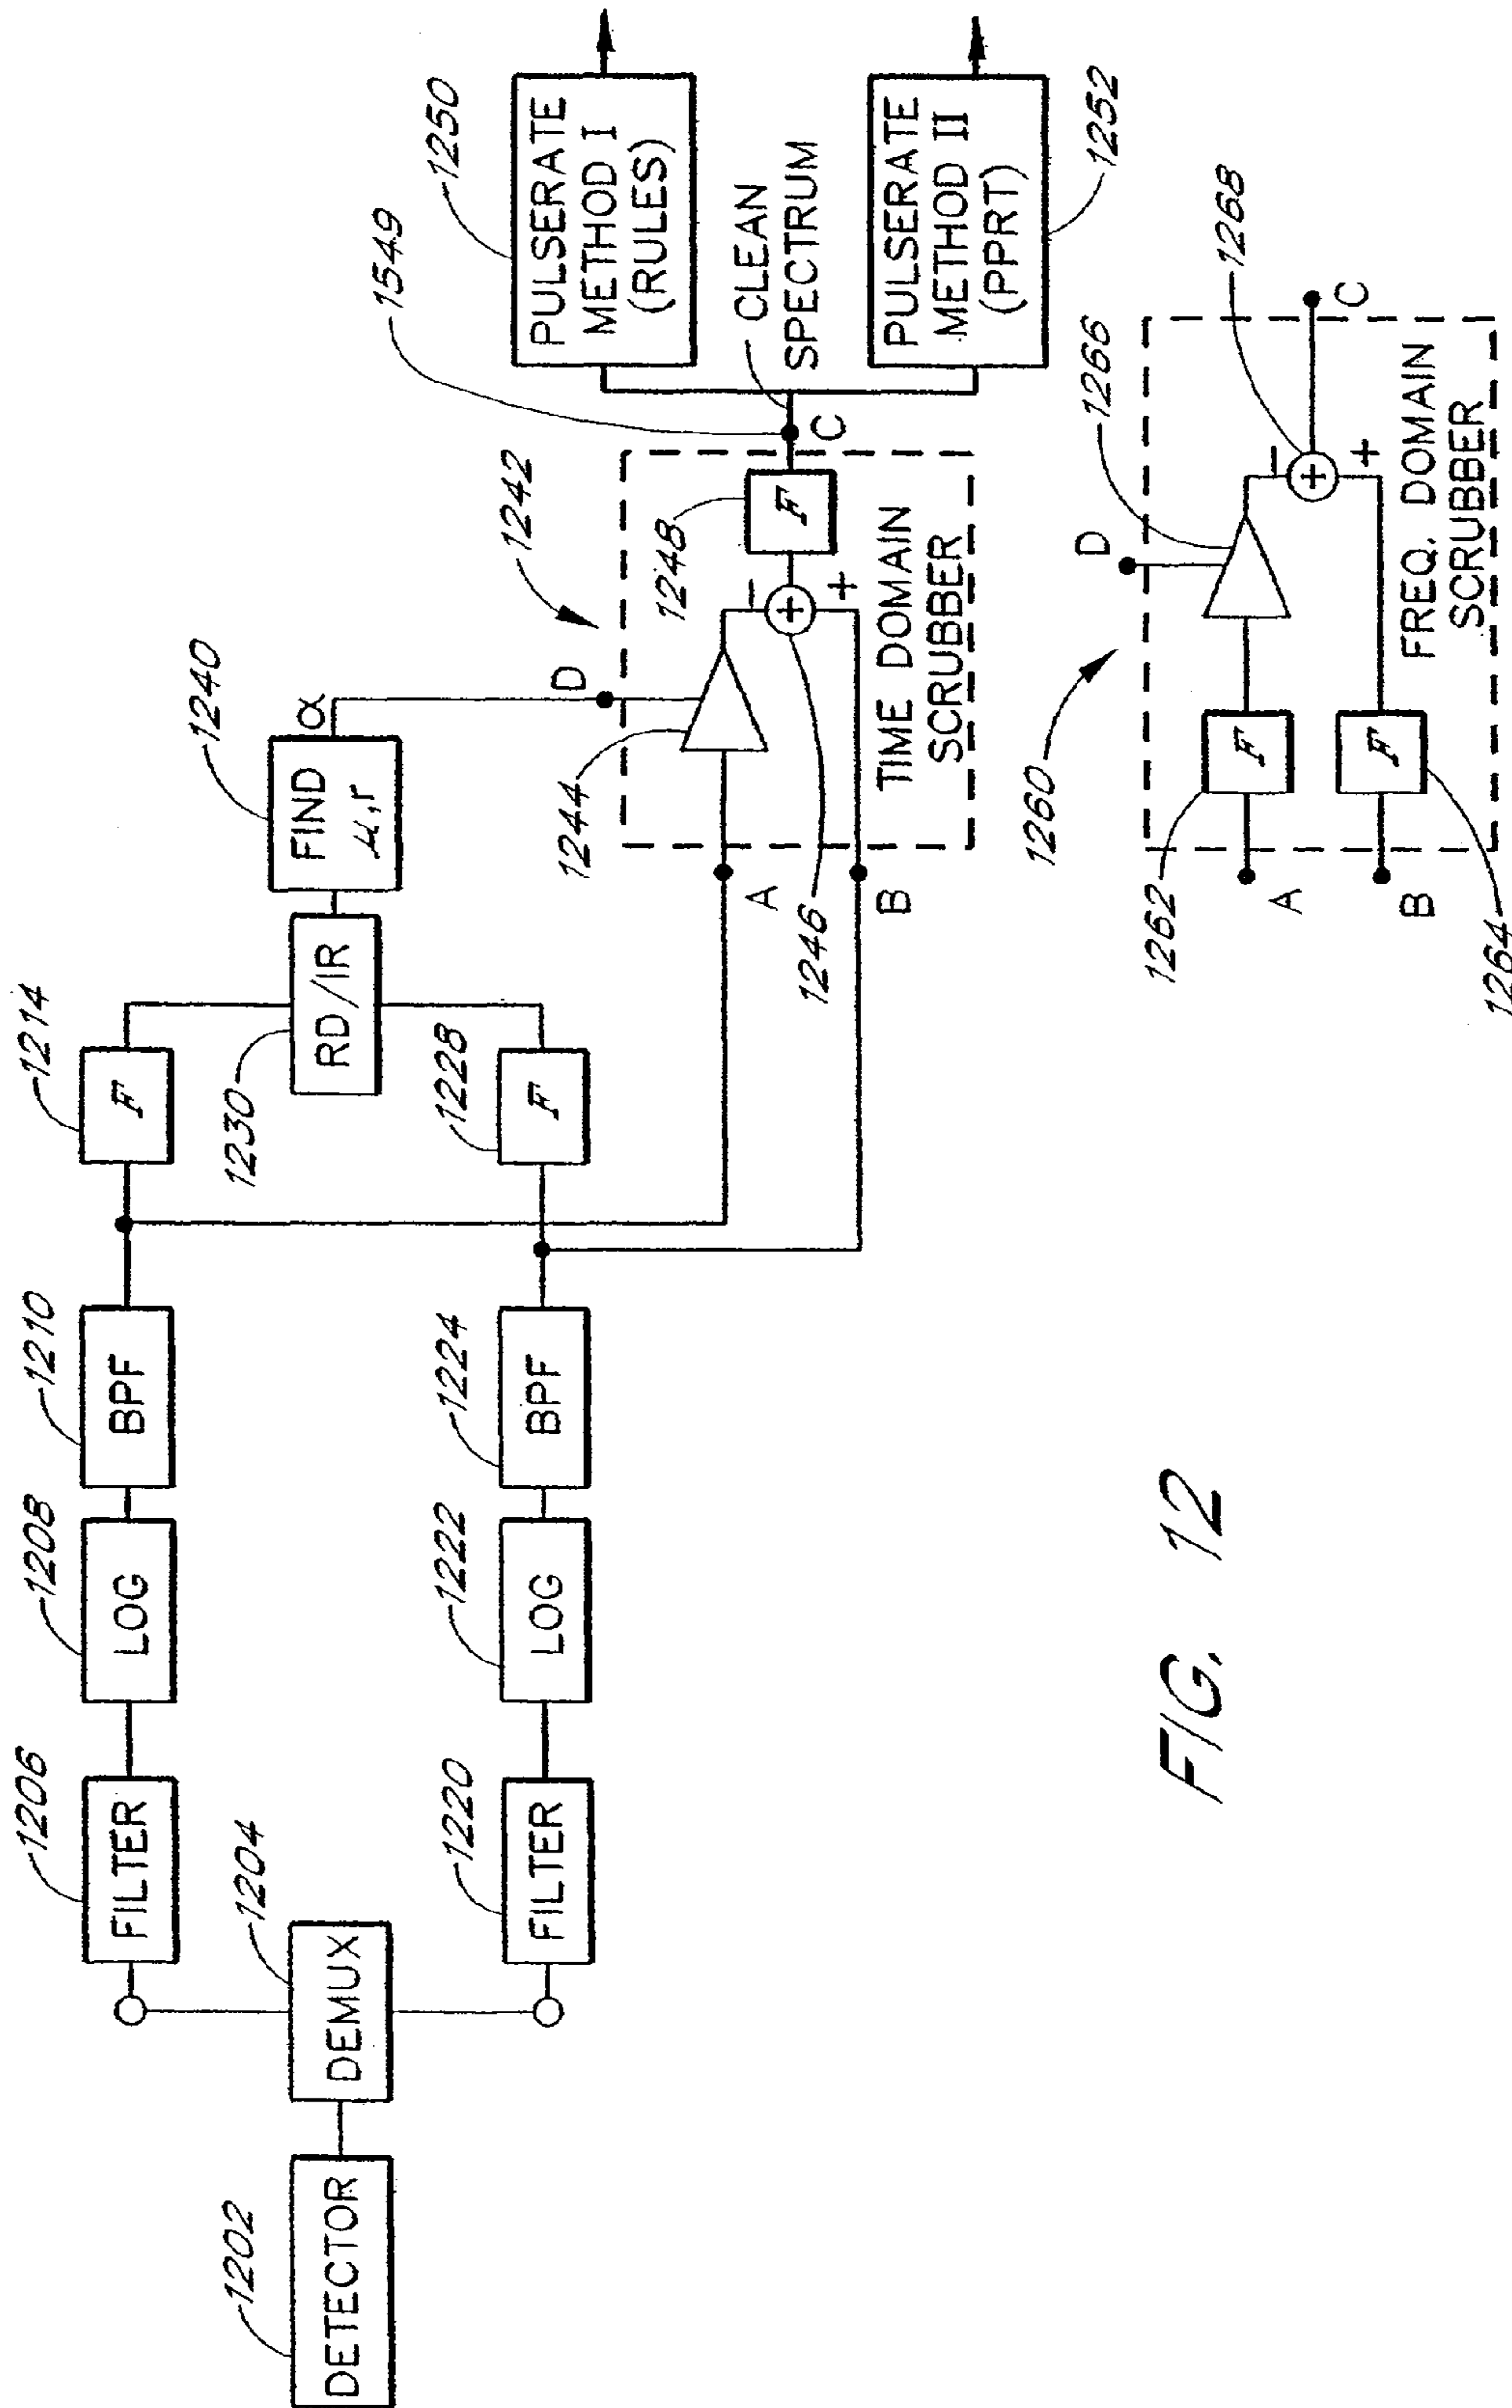 1202
DETECTOR
1204
DEMUX
1206
FILTER
1208
LOG
1210
BPF
1214
F
1220
FILTER
1222
LOG
1224
BPF
1228
F
1230
RD/IR
1240
FIND
μ,r
α
D
1242
1244
A
B
1246
−
+
+
1248
F
TIME DOMAIN
SCRUBBER
C
1549
CLEAN
SPECTRUM
1250
PULSERATE
METHOD I
(RULES)
PULSERATE
METHOD II
(PPRT)
1252
1260
D
1262
A
F
1264
B
F
1266
−
+
+
1268
C
FREQ. DOMAIN
SCRUBBER
FIG. 12